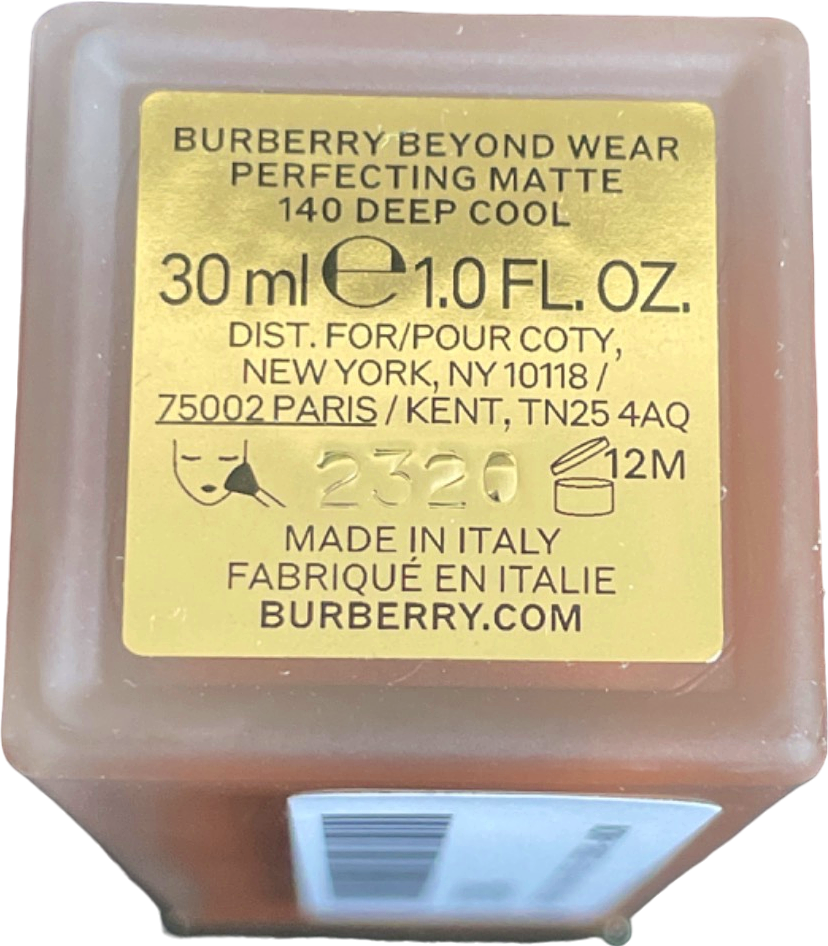 BURBERRY BEYOND WEAR
PERFECTING MATTE
140 DEEP COOL
30 ml ℮ 1.0 FL. OZ.
DIST. FOR/POUR COTY,
NEW YORK, NY 10118 /
75002 PARIS / KENT, TN25 4AQ
2320 12M
MADE IN ITALY
FABRIQUÉ EN ITALIE
BURBERRY.COM